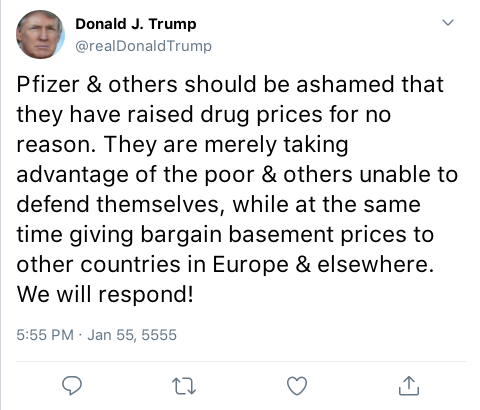 Donald J. Trump
@realDonaldTrump
Pfizer & others should be ashamed that
they have raised drug prices for no
reason. They are merely taking
advantage of the poor & others unable to
defend themselves, while at the same
time giving bargain basement prices to
other countries in Europe & elsewhere.
We will respond!
5:55 PM · Jan 55, 5555